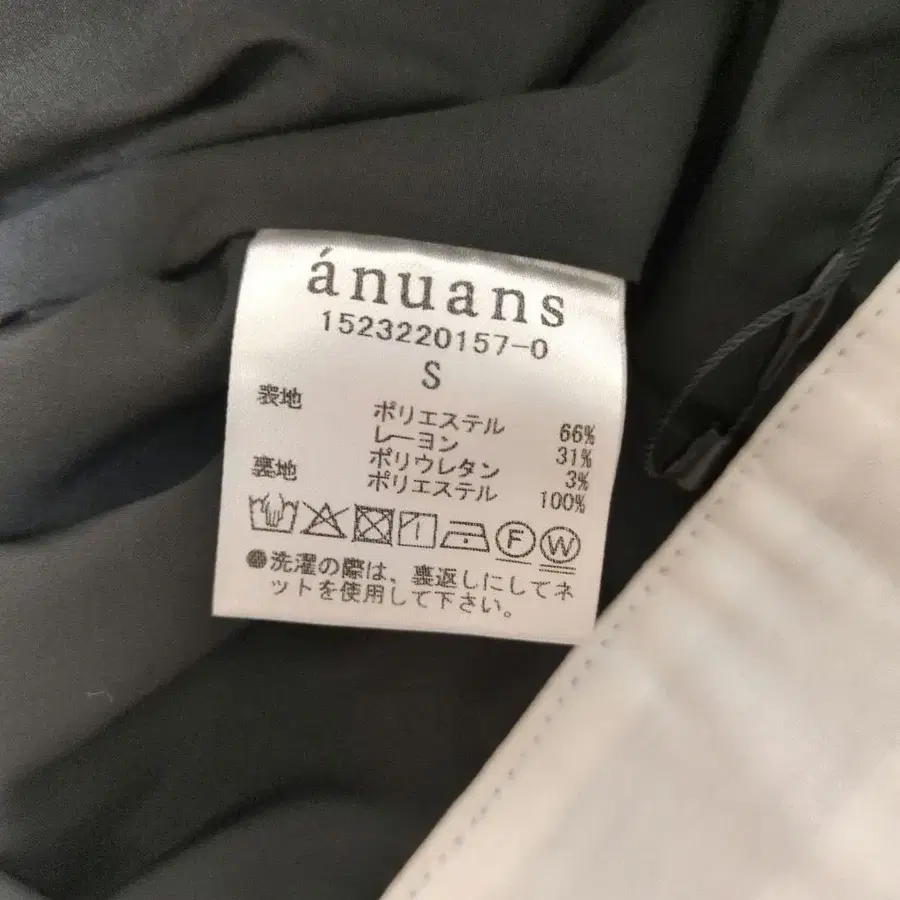 ánuans
1523220157-0
S
表地 ポリエステル 66%
レーヨン 31%
ポリウレタン 3%
裏地 ポリエステル 100%
F W
●洗濯の際は、裏返しにしてネ
ットを使用して下さい。